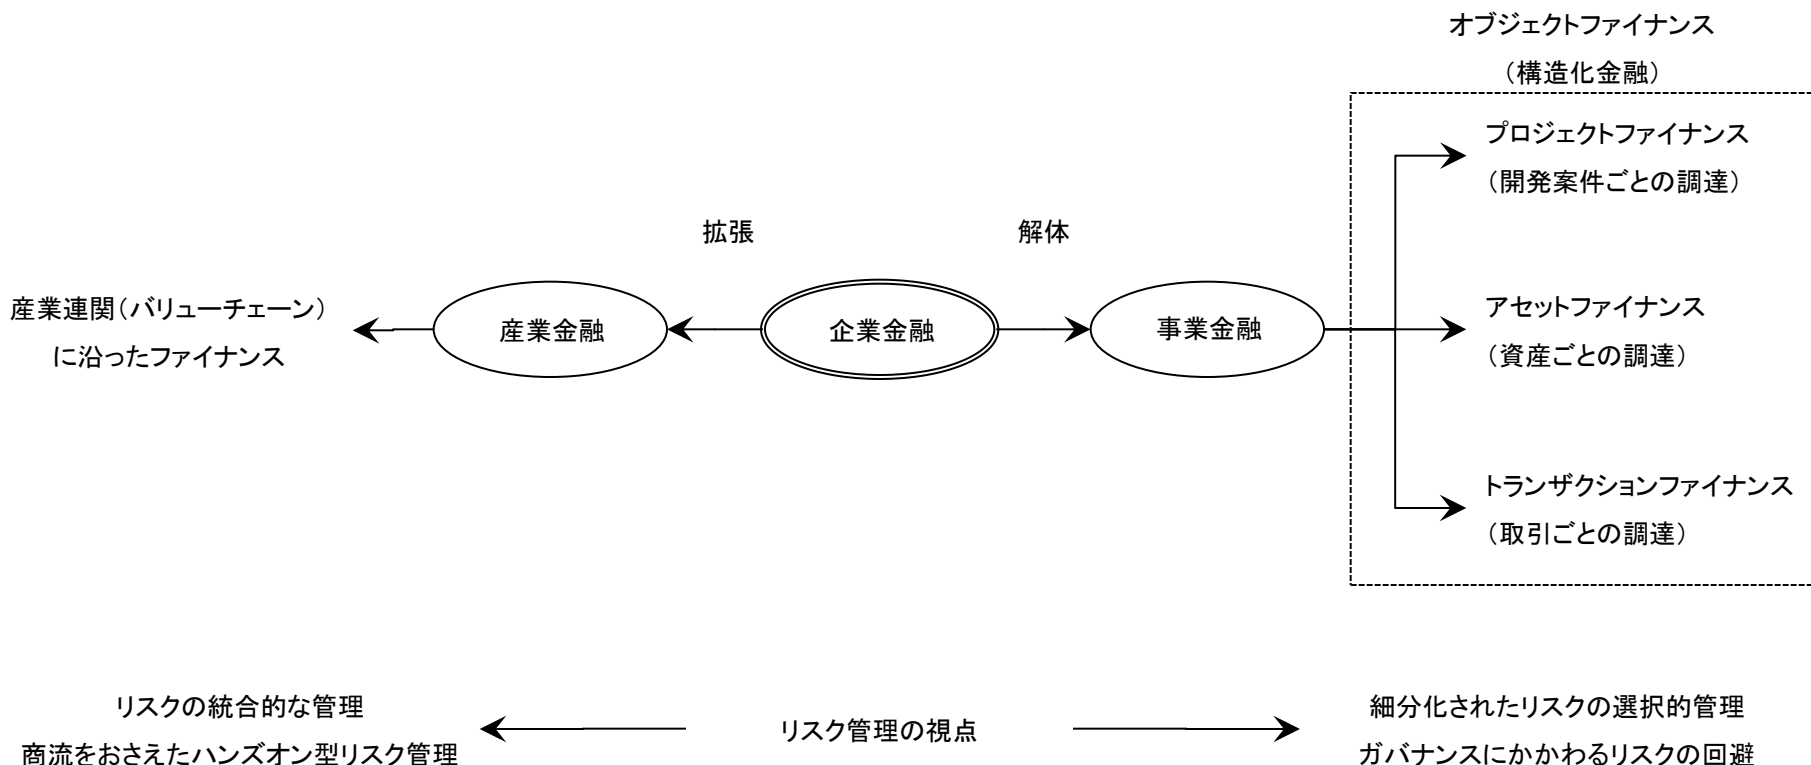 オブジェクトファイナンス
（構造化金融）
プロジェクトファイナンス
（開発案件ごとの調達）
拡張
解体
産業連関（バリューチェーン）
に沿ったファイナンス
産業金融
企業金融
事業金融
アセットファイナンス
（資産ごとの調達）
トランザクションファイナンス
（取引ごとの調達）
リスクの統合的な管理
商流をおさえたハンズオン型リスク管理
リスク管理の視点
細分化されたリスクの選択的管理
ガバナンスにかかわるリスクの回避